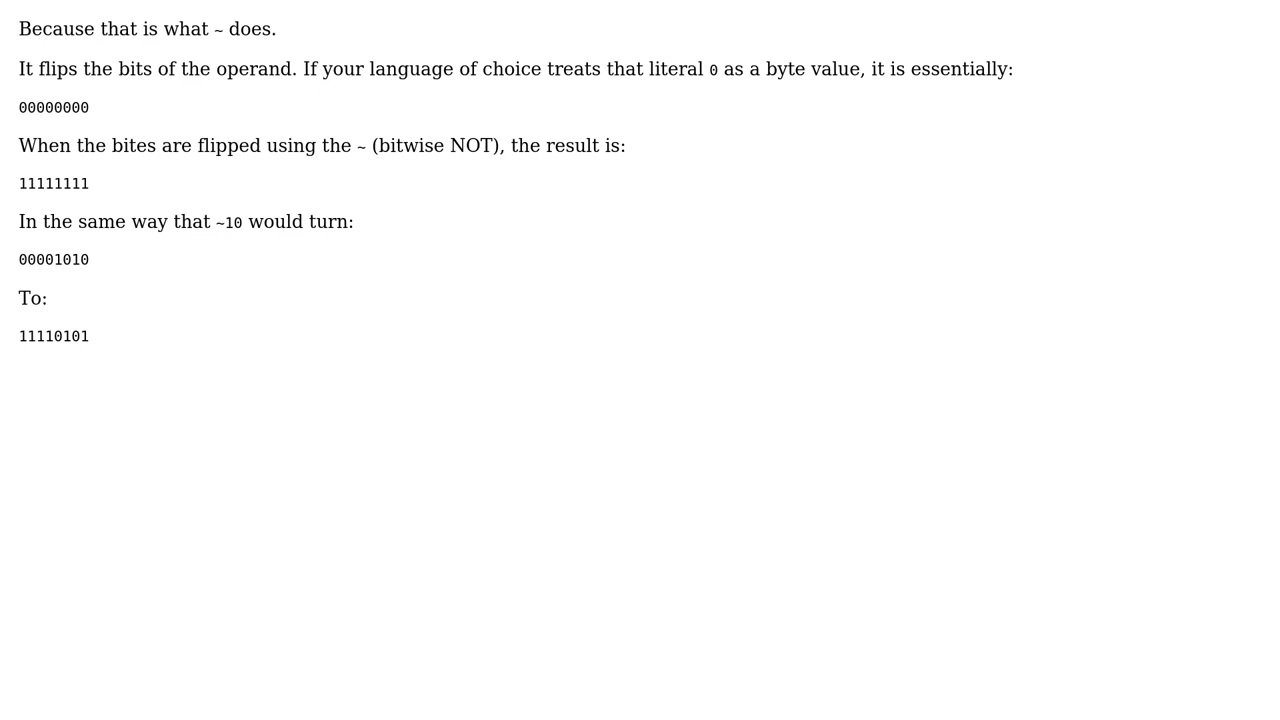 Because that is what ~ does.
It flips the bits of the operand. If your language of choice treats that literal 0 as a byte value, it is essentially:
00000000
When the bites are flipped using the ~ (bitwise NOT), the result is:
11111111
In the same way that ~10 would turn:
00001010
To:
11110101